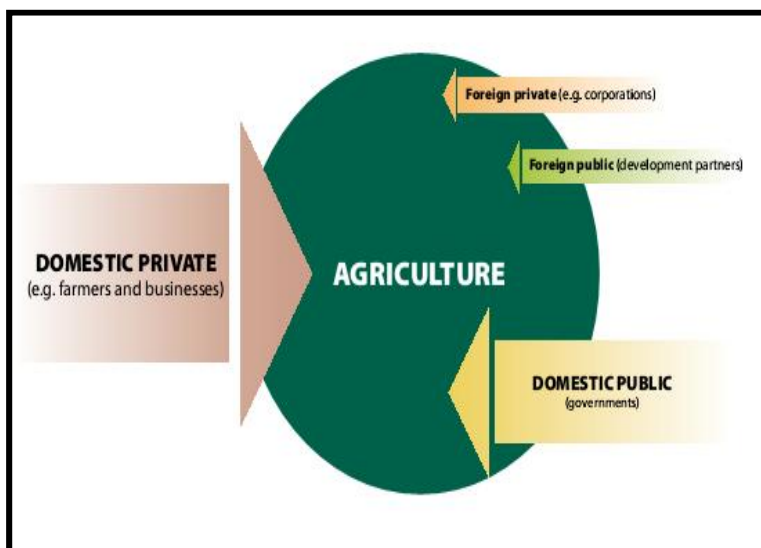 Foreign private (e.g. corporations)
Foreign public (development partners)
DOMESTIC PRIVATE
(e.g. farmers and businesses)
AGRICULTURE
DOMESTIC PUBLIC
(governments)